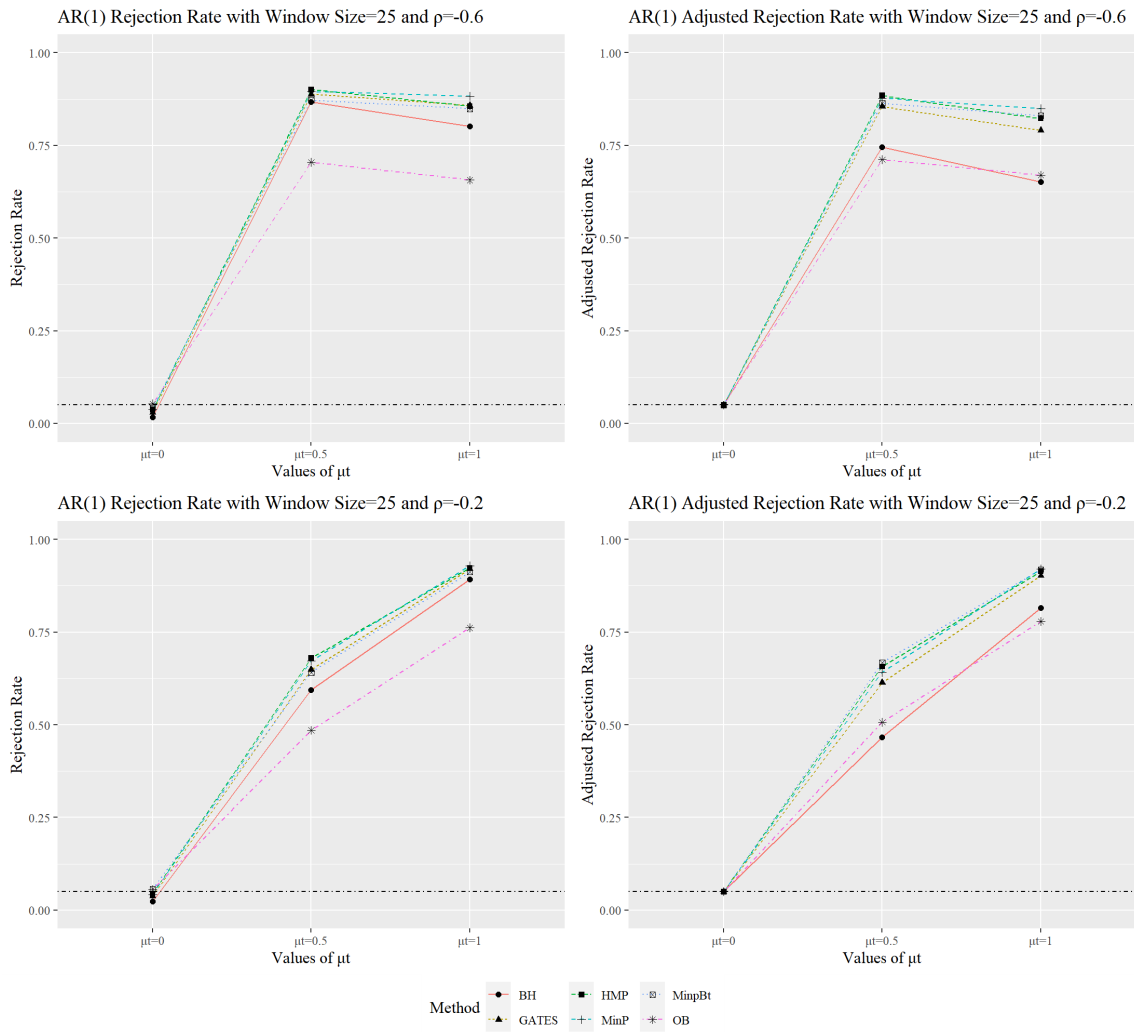 AR(1) Rejection Rate with Window Size=25 and ρ=-0.6
AR(1) Adjusted Rejection Rate with Window Size=25 and ρ=-0.6
1.00
0.75
0.50
0.25
0.00
Rejection Rate
μt=0
μt=0.5
μt=1
Values of μt
1.00
0.75
0.50
0.25
0.00
Adjusted Rejection Rate
μt=0
μt=0.5
μt=1
Values of μt
AR(1) Rejection Rate with Window Size=25 and ρ=-0.2
AR(1) Adjusted Rejection Rate with Window Size=25 and ρ=-0.2
1.00
0.75
0.50
0.25
0.00
Rejection Rate
μt=0
μt=0.5
μt=1
Values of μt
1.00
0.75
0.50
0.25
0.00
Adjusted Rejection Rate
μt=0
μt=0.5
μt=1
Values of μt
Method
BH
HMP
MinpBt
GATES
MinP
OB